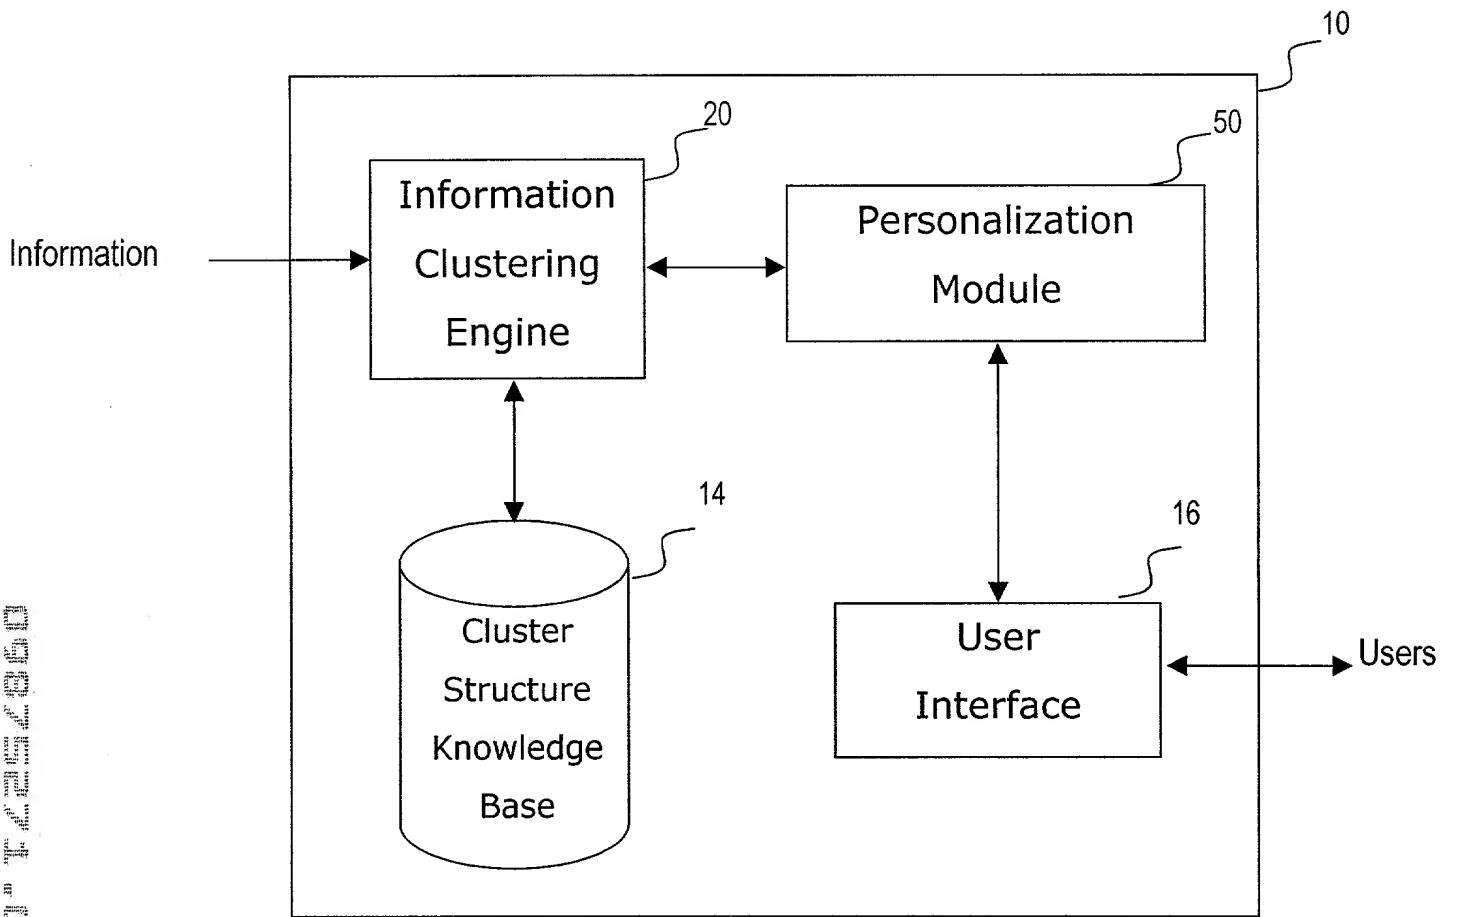 10
20
50
Information
Clustering
Engine
Personalization
Module
Information
14
16
Cluster
Structure
Knowledge
Base
User
Interface
Users